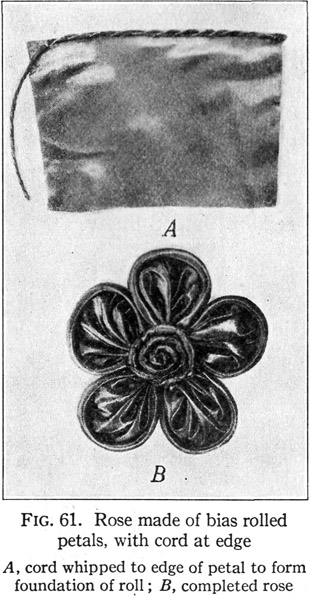 A
B
FIG. 61. Rose made of bias rolled
petals, with cord at edge
A, cord whipped to edge of petal to form
foundation of roll; B, completed rose